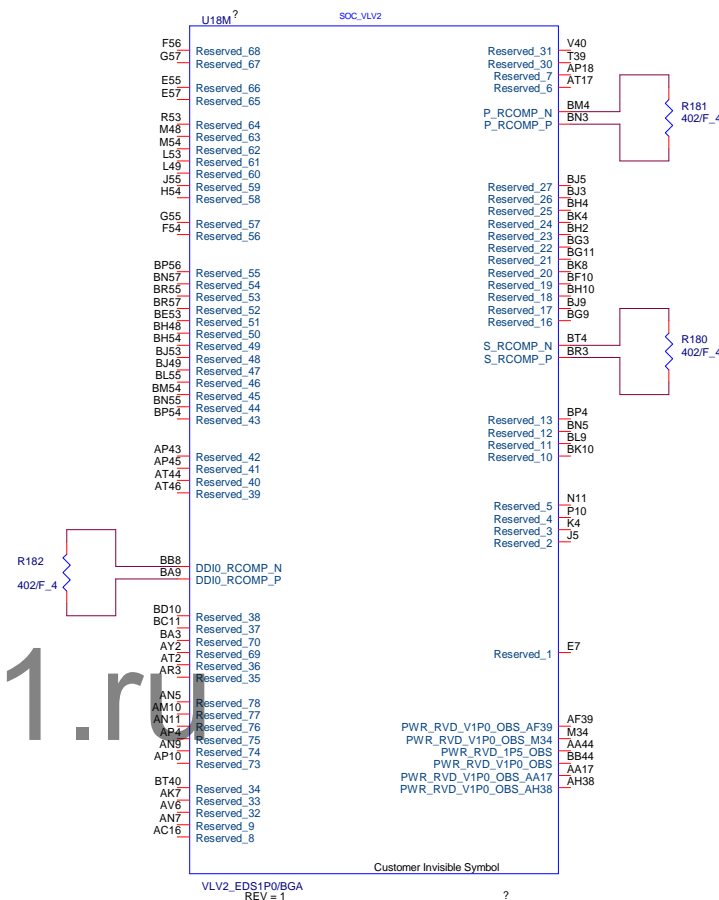 U18M ?
SOC_VLV2
F56 Reserved_68
G57 Reserved_67
E55 Reserved_66
E57 Reserved_65
R53 Reserved_64
M48 Reserved_63
M54 Reserved_62
L53 Reserved_61
L49 Reserved_60
J55 Reserved_59
H54 Reserved_58
G55 Reserved_57
F54 Reserved_56
BP56 Reserved_55
BN57 Reserved_54
BR55 Reserved_53
BR57 Reserved_52
BE53 Reserved_51
BH48 Reserved_50
BH54 Reserved_49
BJ53 Reserved_48
BJ49 Reserved_47
BL55 Reserved_46
BM54 Reserved_45
BN55 Reserved_44
BP54 Reserved_43
AP43 Reserved_42
AP45 Reserved_41
AT44 Reserved_40
AT46 Reserved_39
R182
402/F_4
BB8 DDI0_RCOMP_N
BA9 DDI0_RCOMP_P
BD10 Reserved_38
BC11 Reserved_37
BA3 Reserved_70
AY2 Reserved_69
AT2 Reserved_36
AR3 Reserved_35
1.ru
AN5 Reserved_78
AM10 Reserved_77
AN11 Reserved_76
AP4 Reserved_75
AN9 Reserved_74
AP10 Reserved_73
BT40 Reserved_34
AK7 Reserved_33
AV6 Reserved_32
AN7 Reserved_9
AC16 Reserved_8
Reserved_31 V40
Reserved_30 T39
Reserved_7 AP18
Reserved_6 AT17
P_RCOMP_N BM4
P_RCOMP_P BN3
R181
402/F_4
Reserved_27 BJ5
Reserved_26 BJ3
Reserved_25 BH4
Reserved_24 BK4
Reserved_23 BH2
Reserved_22 BG3
Reserved_21 BG11
Reserved_20 BK8
Reserved_19 BF10
Reserved_18 BH10
Reserved_17 BJ9
Reserved_16 BG9
S_RCOMP_N BT4
S_RCOMP_P BR3
R180
402/F_4
Reserved_13 BP4
Reserved_12 BN5
Reserved_11 BL9
Reserved_10 BK10
Reserved_5 N11
Reserved_4 P10
Reserved_3 K4
Reserved_2 J5
Reserved_1 E7
PWR_RVD_V1P0_OBS_AF39 AF39
PWR_RVD_V1P0_OBS_M34 M34
PWR_RVD_1P5_OBS AA44
PWR_RVD_V1P0_OBS BB44
PWR_RVD_V1P0_OBS_AA17 AA17
PWR_RVD_V1P0_OBS_AH38 AH38
Customer Invisible Symbol
VLV2_EDS1P0/BGA
REV = 1
?